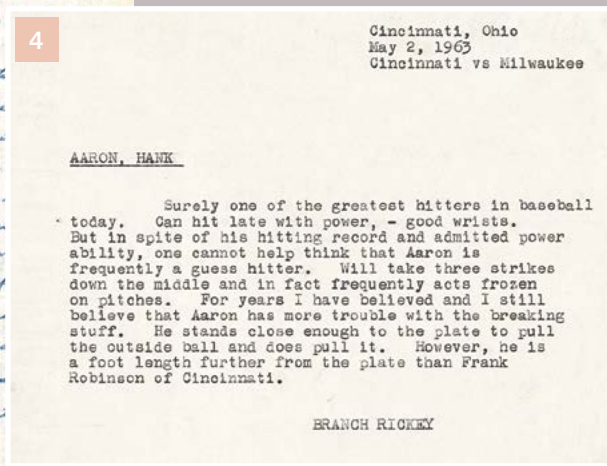 4
Cincinnati, Ohio
May 2, 1963
Cincinnati vs Milwaukee
AARON, HANK
Surely one of the greatest hitters in baseball
today. Can hit late with power, - good wrists.
But in spite of his hitting record and admitted power
ability, one cannot help think that Aaron is
frequently a guess hitter. Will take three strikes
down the middle and in fact frequently acts frozen
on pitches. For years I have believed and I still
believe that Aaron has more trouble with the breaking
stuff. He stands close enough to the plate to pull
the outside ball and does pull it. However, he is
a foot length further from the plate than Frank
Robinson of Cincinnati.
BRANCH RICKEY